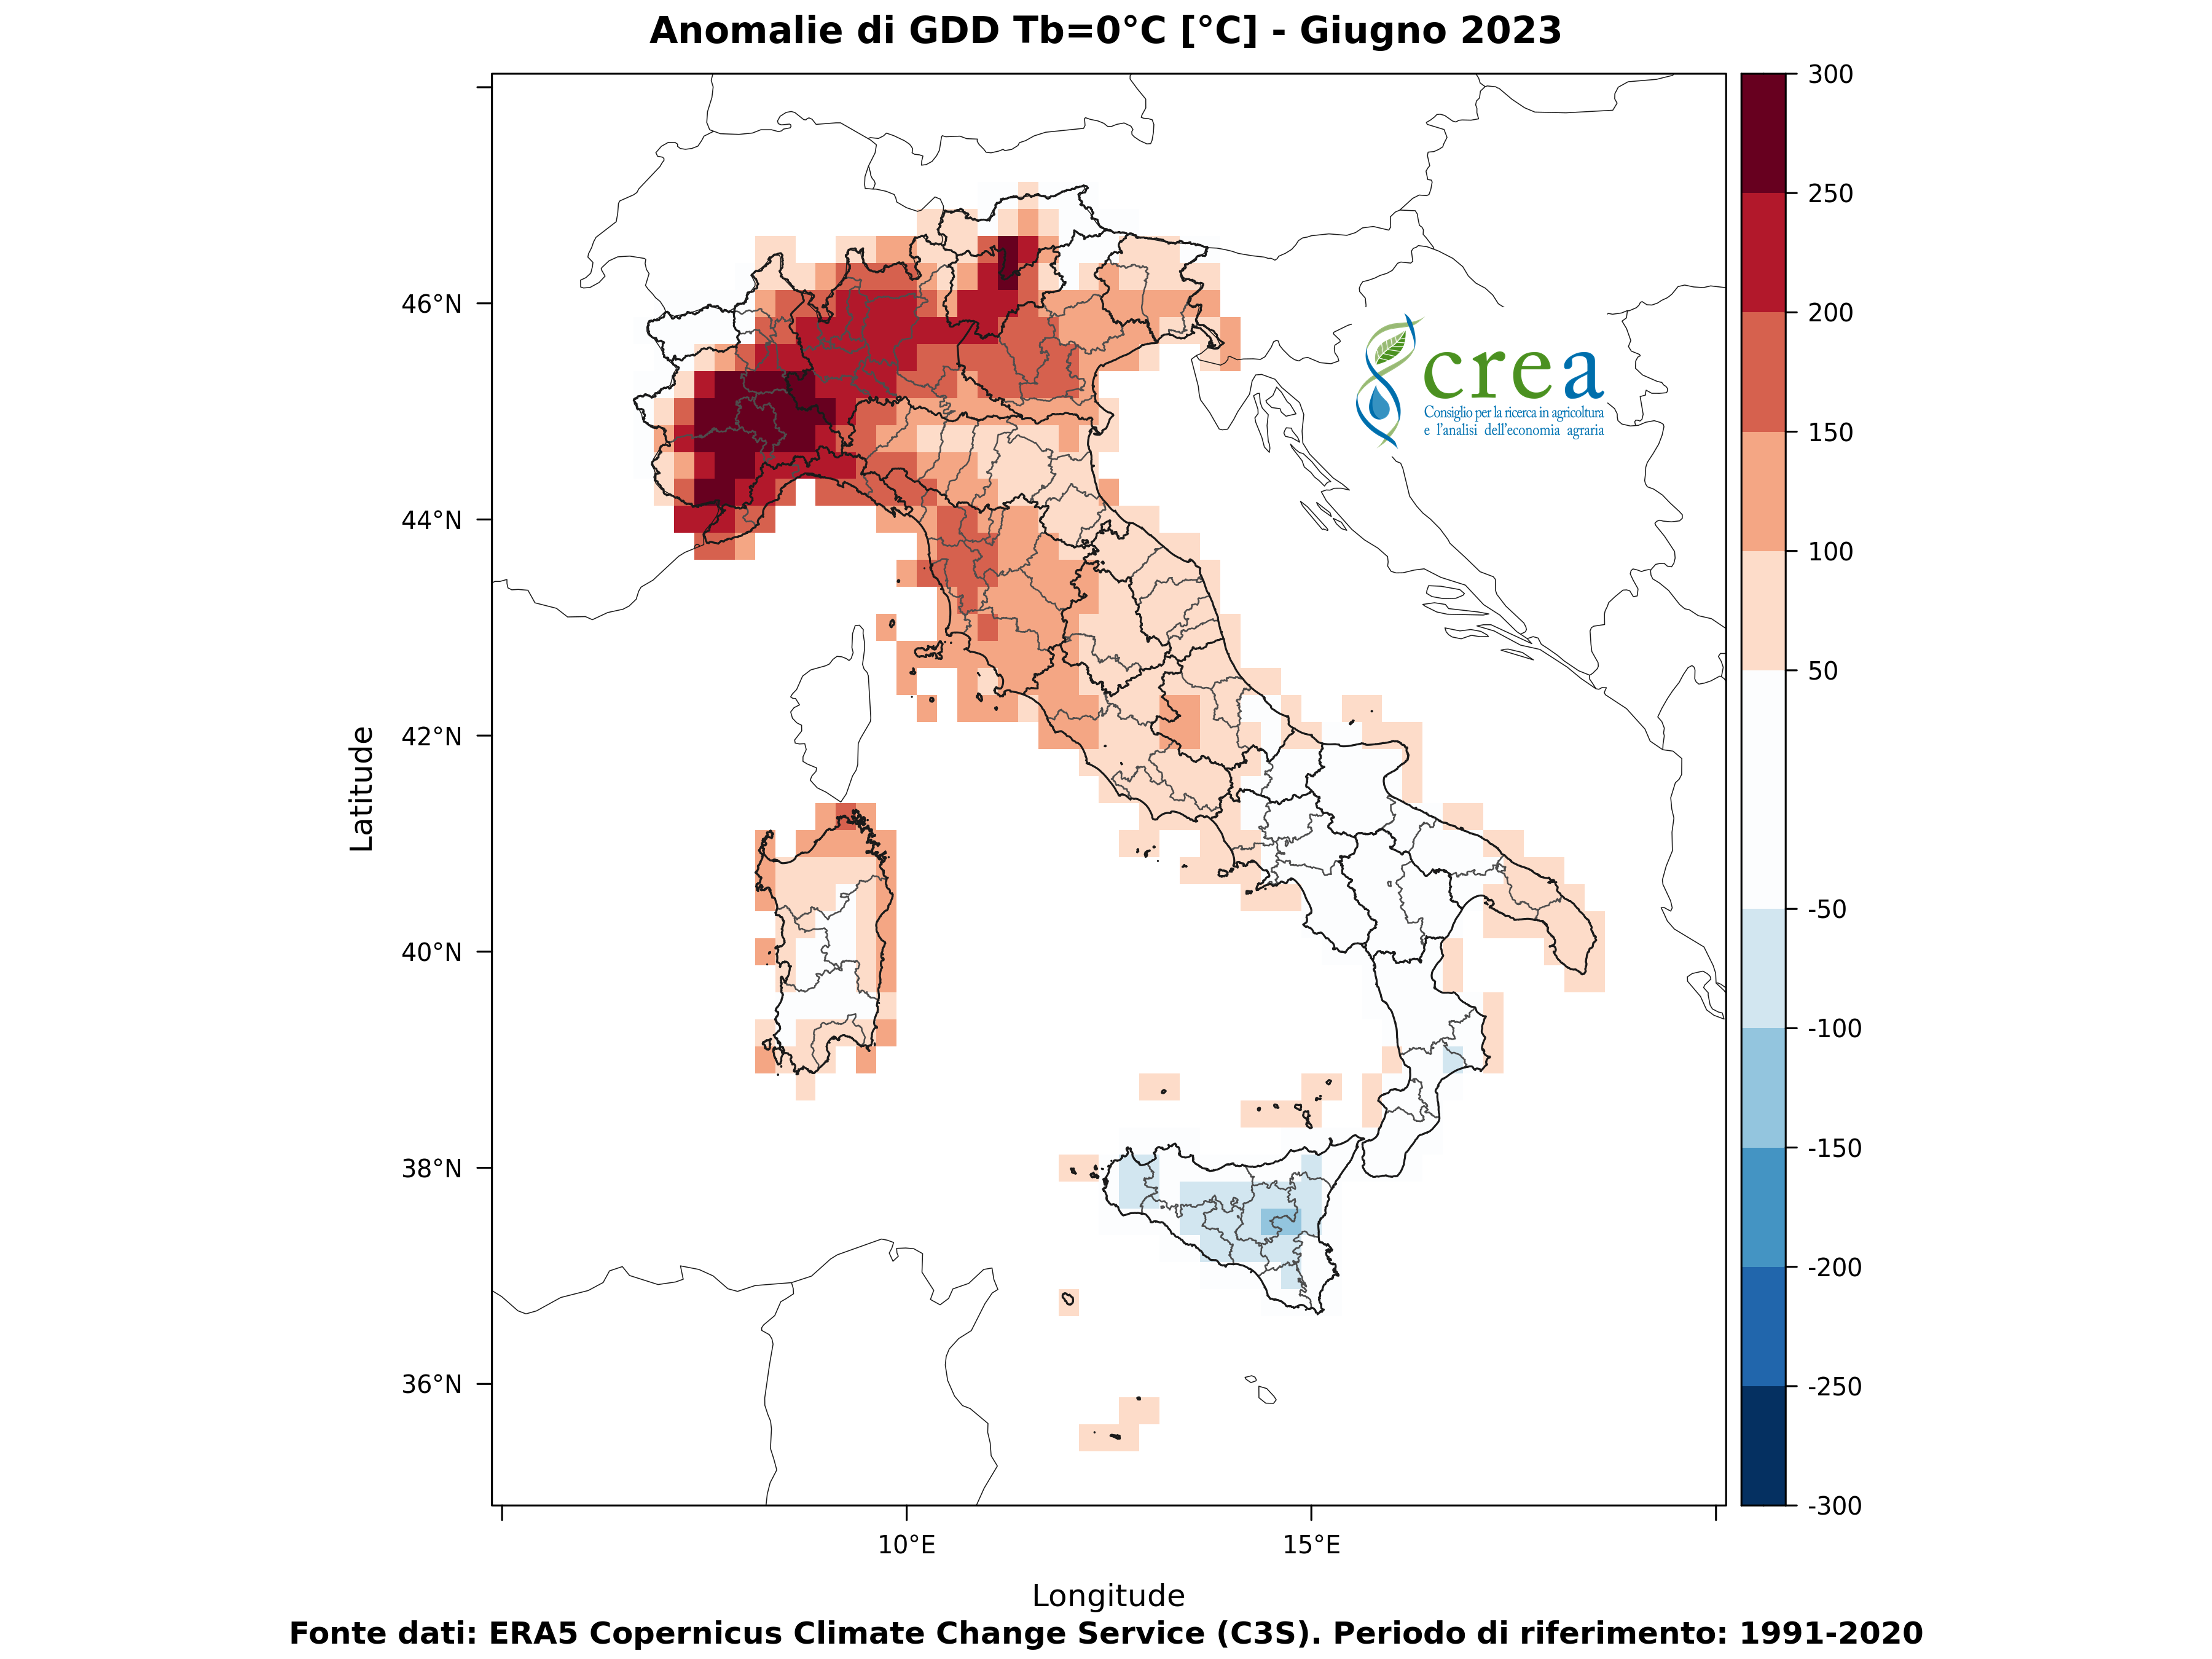 Anomalie di GDD Tb=0°C [°C] - Giugno 2023
300
250
200
150
100
50
-50
-100
-150
-200
-250
-300
46°N
44°N
42°N
40°N
38°N
36°N
Latitude
crea
Consiglio per la ricerca in agricoltura
e l'analisi dell'economia agraria
10°E
15°E
Longitude
Fonte dati: ERA5 Copernicus Climate Change Service (C3S). Periodo di riferimento: 1991-2020